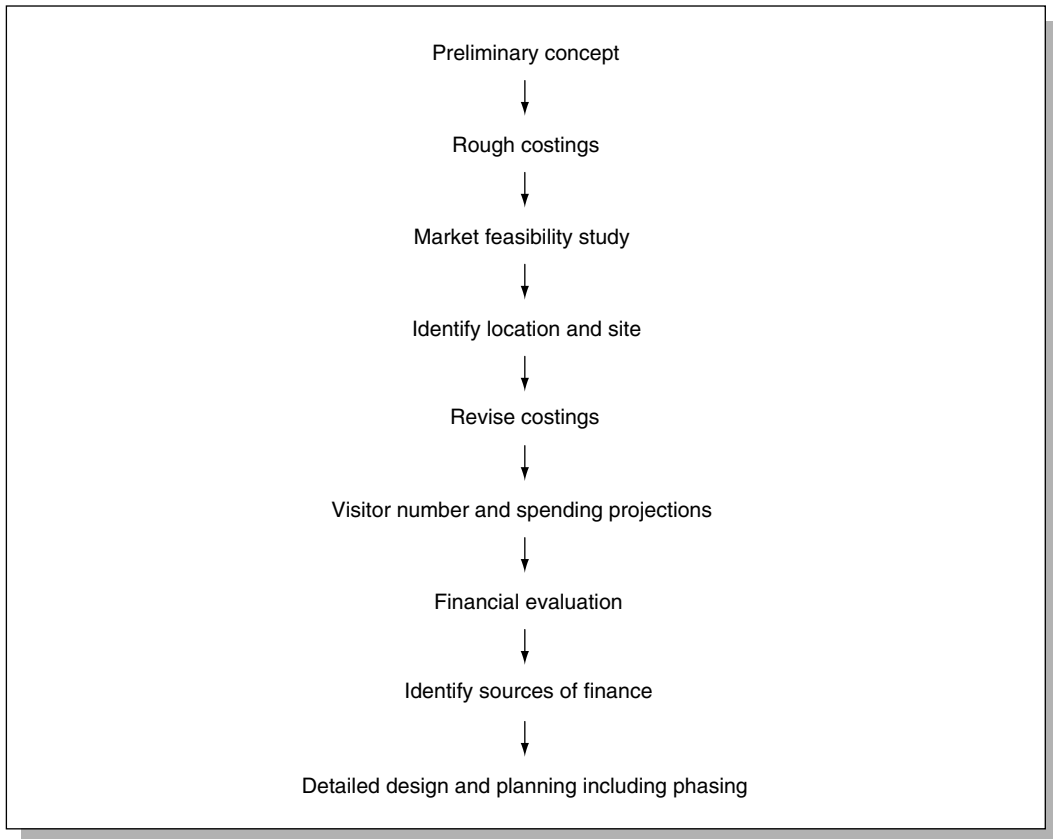 Preliminary concept
Rough costings
Market feasibility study
Identify location and site
Revise costings
Visitor number and spending projections
Financial evaluation
Identify sources of finance
Detailed design and planning including phasing